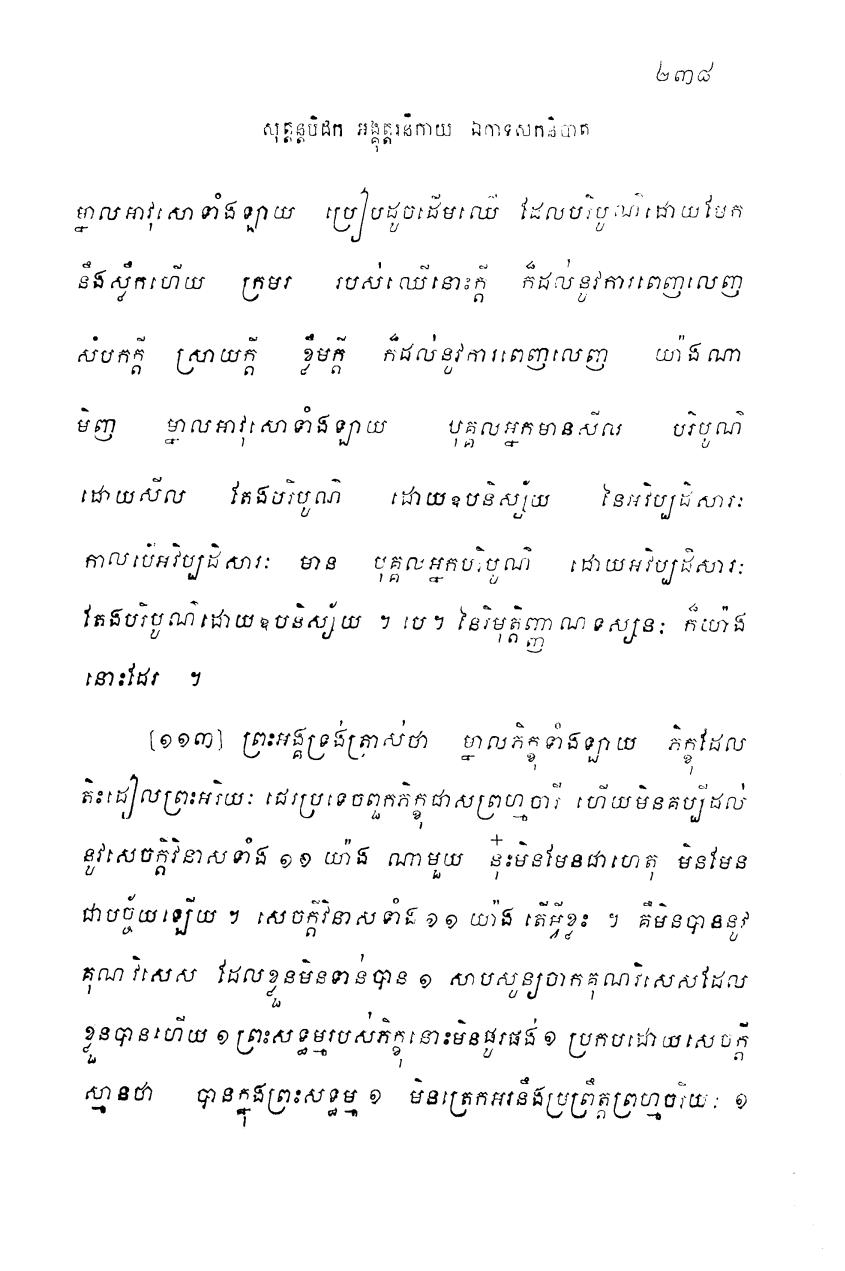 ២៣៨
សុត្តន្តបិដក អង្គុត្តរនិកាយ ឯកាទសកនិបាត
ម្នាលអាវុសោទាំងឡាយ ប្រៀបដូចដើមឈើ ដែលបរិបូណ៌ដោយមែក
នឹងស្លឹកហើយ ក្រមរ របស់ឈើនោះក្តី ក៏ដល់នូវការពេញលេញ
សំបកក្តី ស្រាយក្តី ខ្លឹមក្តី ក៏ដល់នូវការពេញលេញ យ៉ាងណា
មិញ ម្នាលអាវុសោទាំងឡាយ បុគ្គលអ្នកមានសីល បរិបូណ៌
ដោយសីល តែងបរិបូណ៌ ដោយឧបនិស្ស័យ នៃអវិប្បដិសារៈ
កាលបើអវិប្បដិសារៈ មាន បុគ្គលអ្នកបរិបូណ៌ ដោយអវិប្បដិសារៈ
តែងបរិបូណ៌ដោយឧបនិស្ស័យ ។ បេ។ នៃវិមុត្តិញ្ញាណទស្សនៈ ក៏យ៉ាង
នោះដែរ ។
[១១៣] ព្រះអង្គទ្រង់ត្រាស់ថា ម្នាលភិក្ខុទាំងឡាយ ភិក្ខុដែល
តិះដៀលព្រះអរិយៈ ជេរប្រទេចពួកភិក្ខុជាសព្រហ្មចារី ហើយមិនគប្បីដល់
នូវសេចក្តីវិនាសទាំង ១១ យ៉ាង ណាមួយ ដុះមិនមែនជាហេតុ មិនមែន
ជាបច្ច័យឡើយ ។ សេចក្តីវិនាសទាំង ១១ យ៉ាង តើអ្វីខ្លះ ។ គឺមិនបាននូវ
គុណវិសេស ដែលខ្លួនមិនទាន់បាន ១ សាបសូន្យចាកគុណវិសេសដែល
ខ្លួនបានហើយ ១ ព្រះសទ្ធម្មរបស់ភិក្ខុនោះមិនផូរផង់ ១ ប្រកបដោយសេចក្តី
ស្មានថា បានក្នុងព្រះសទ្ធម្ម ១ មិនត្រេកអរនឹងប្រព្រឹត្តព្រហ្មចរិយៈ ១